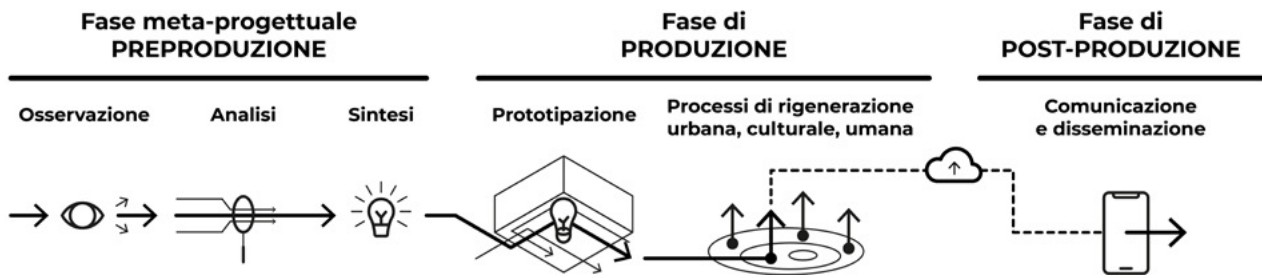 Fase meta-progettuale
PREPRODUZIONE
Fase di
PRODUZIONE
Fase di
POST-PRODUZIONE
Osservazione
Analisi
Sintesi
Prototipazione
Processi di rigenerazione
urbana, culturale, umana
Comunicazione
e disseminazione